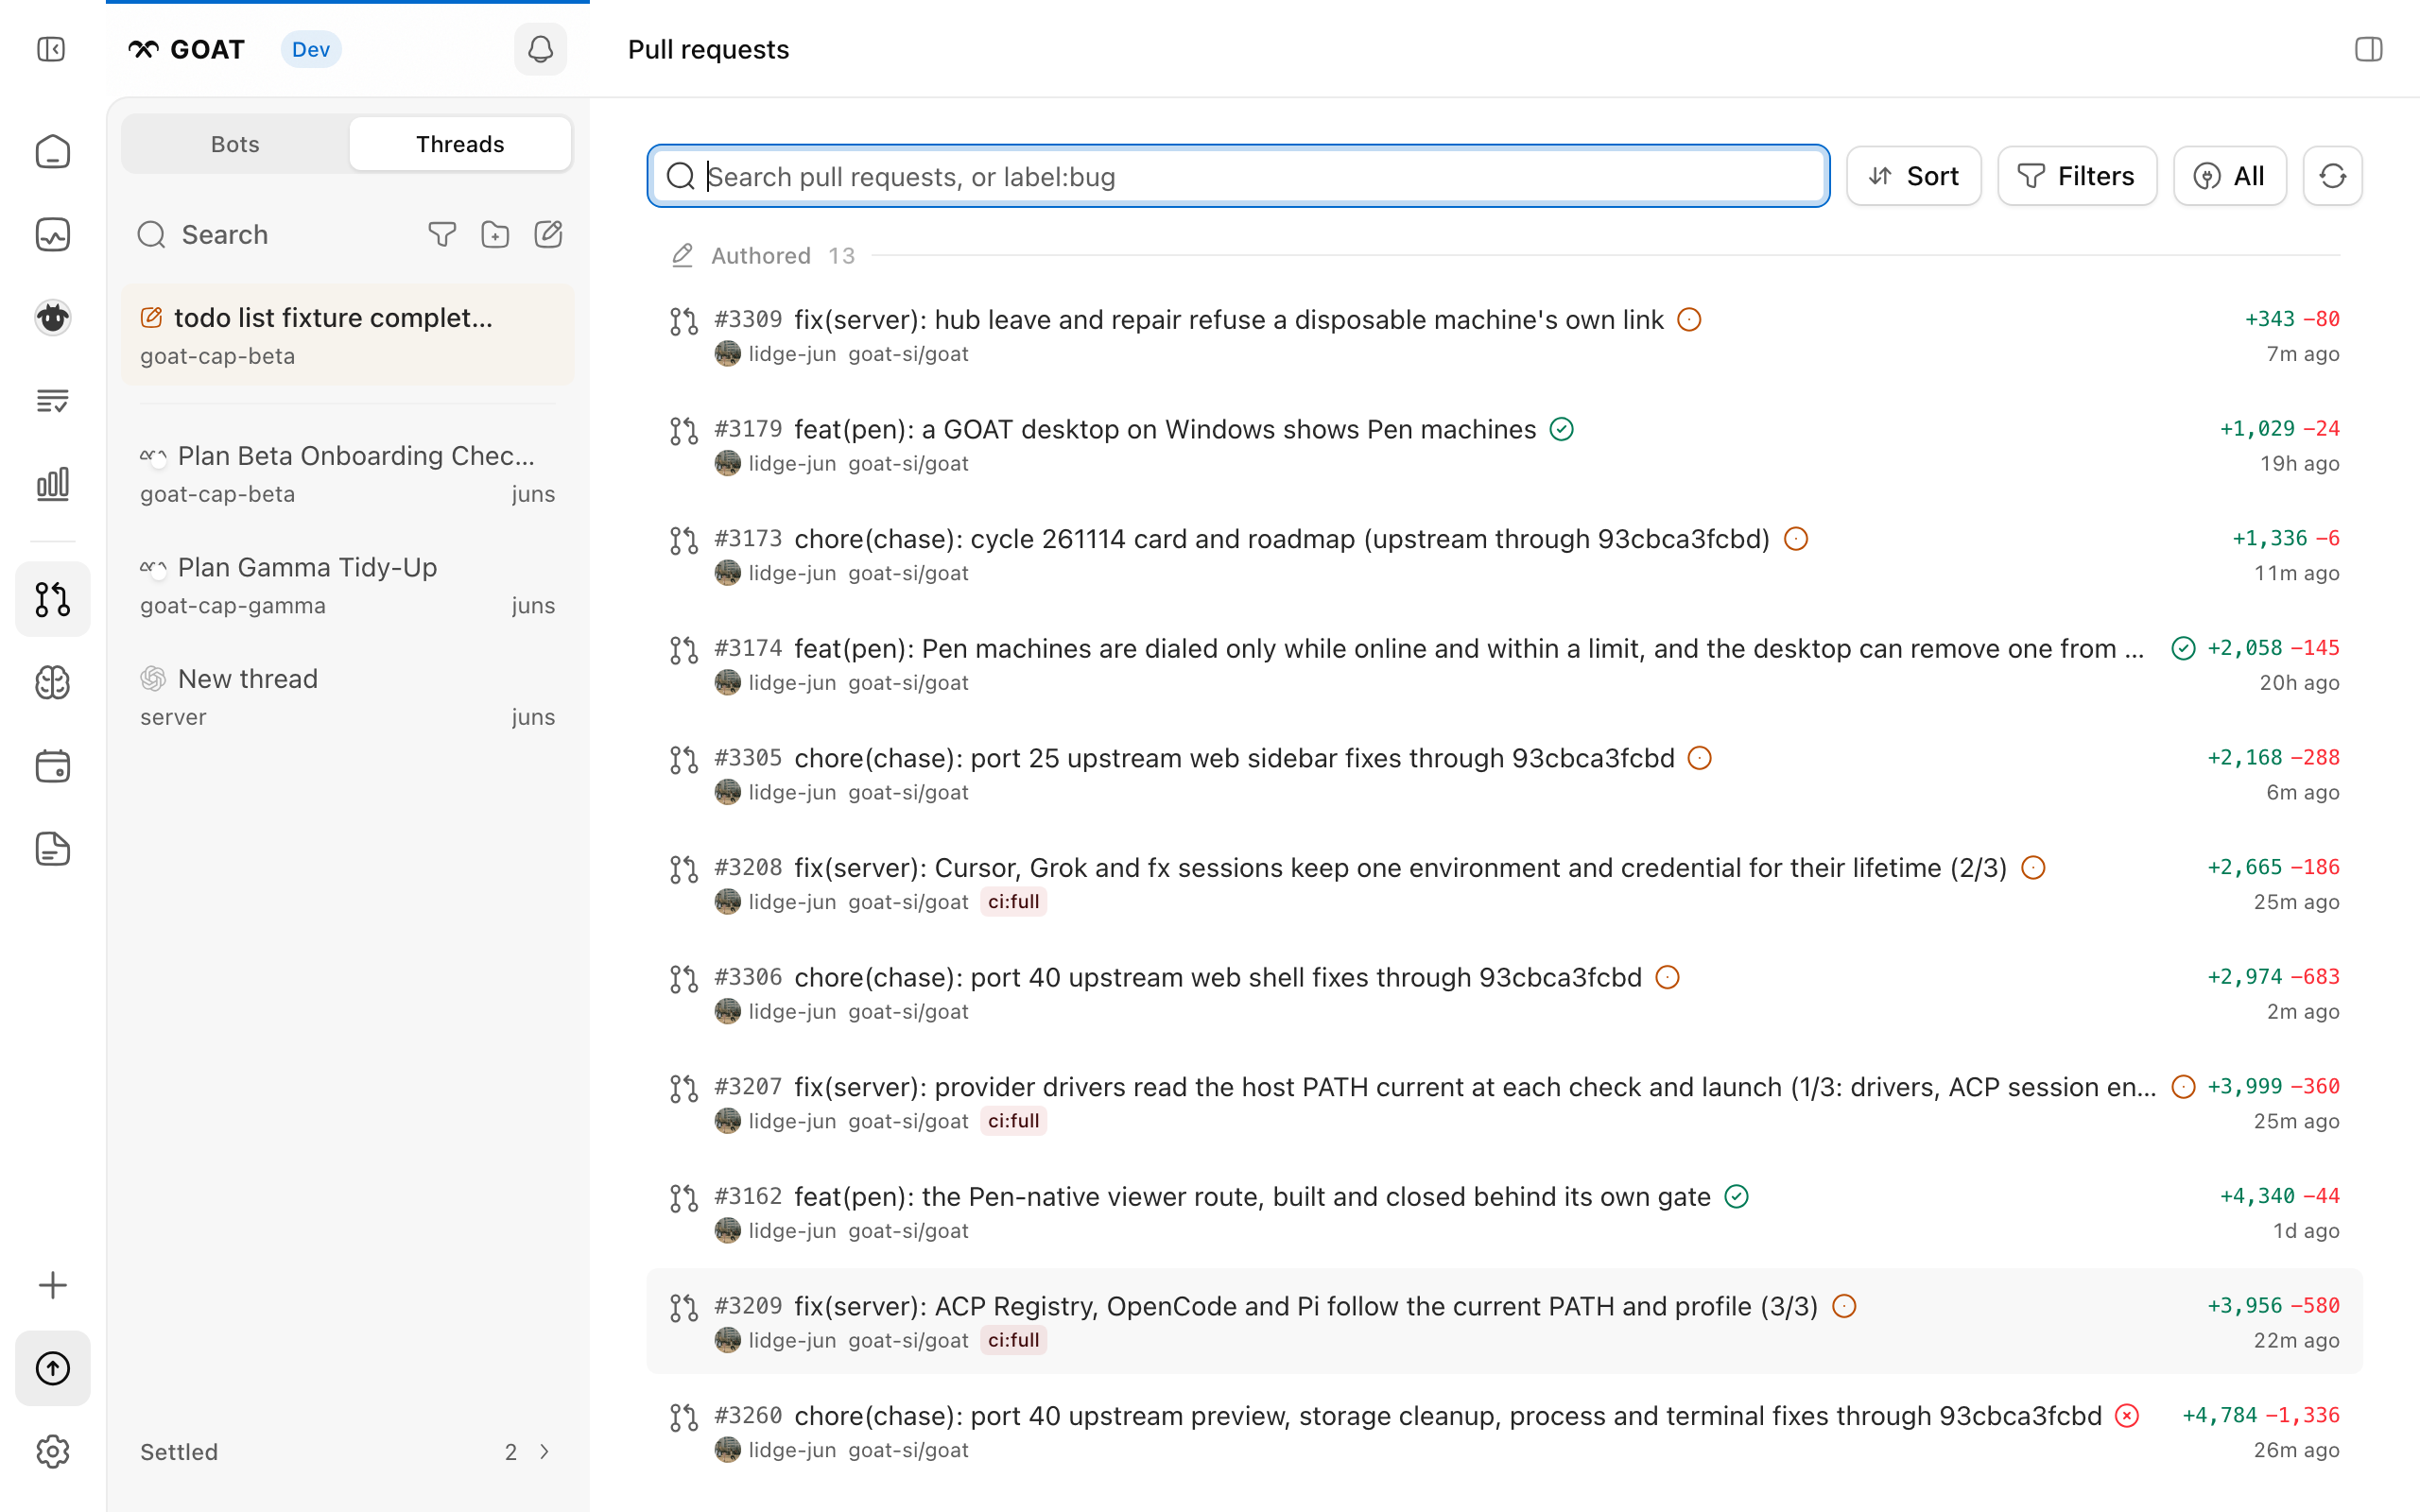 GOAT
Dev
Pull requests
Bots
Threads
Search
todo list fixture complet...
goat-cap-beta
Plan Beta Onboarding Chec...
goat-cap-beta juns
Plan Gamma Tidy-Up
goat-cap-gamma juns
New thread
server juns
Settled 2
Search pull requests, or label:bug
Sort
Filters
All
Authored 13
#3309 fix(server): hub leave and repair refuse a disposable machine's own link +343 −80
lidge-jun goat-si/goat 7m ago
#3179 feat(pen): a GOAT desktop on Windows shows Pen machines +1,029 −24
lidge-jun goat-si/goat 19h ago
#3173 chore(chase): cycle 261114 card and roadmap (upstream through 93cbca3fcbd) +1,336 −6
lidge-jun goat-si/goat 11m ago
#3174 feat(pen): Pen machines are dialed only while online and within a limit, and the desktop can remove one from ... +2,058 −145
lidge-jun goat-si/goat 20h ago
#3305 chore(chase): port 25 upstream web sidebar fixes through 93cbca3fcbd +2,168 −288
lidge-jun goat-si/goat 6m ago
#3208 fix(server): Cursor, Grok and fx sessions keep one environment and credential for their lifetime (2/3) +2,665 −186
lidge-jun goat-si/goat ci:full 25m ago
#3306 chore(chase): port 40 upstream web shell fixes through 93cbca3fcbd +2,974 −683
lidge-jun goat-si/goat 2m ago
#3207 fix(server): provider drivers read the host PATH current at each check and launch (1/3: drivers, ACP session en... +3,999 −360
lidge-jun goat-si/goat ci:full 25m ago
#3162 feat(pen): the Pen-native viewer route, built and closed behind its own gate +4,340 −44
lidge-jun goat-si/goat 1d ago
#3209 fix(server): ACP Registry, OpenCode and Pi follow the current PATH and profile (3/3) +3,956 −580
lidge-jun goat-si/goat ci:full 22m ago
#3260 chore(chase): port 40 upstream preview, storage cleanup, process and terminal fixes through 93cbca3fcbd +4,784 −1,336
lidge-jun goat-si/goat 26m ago